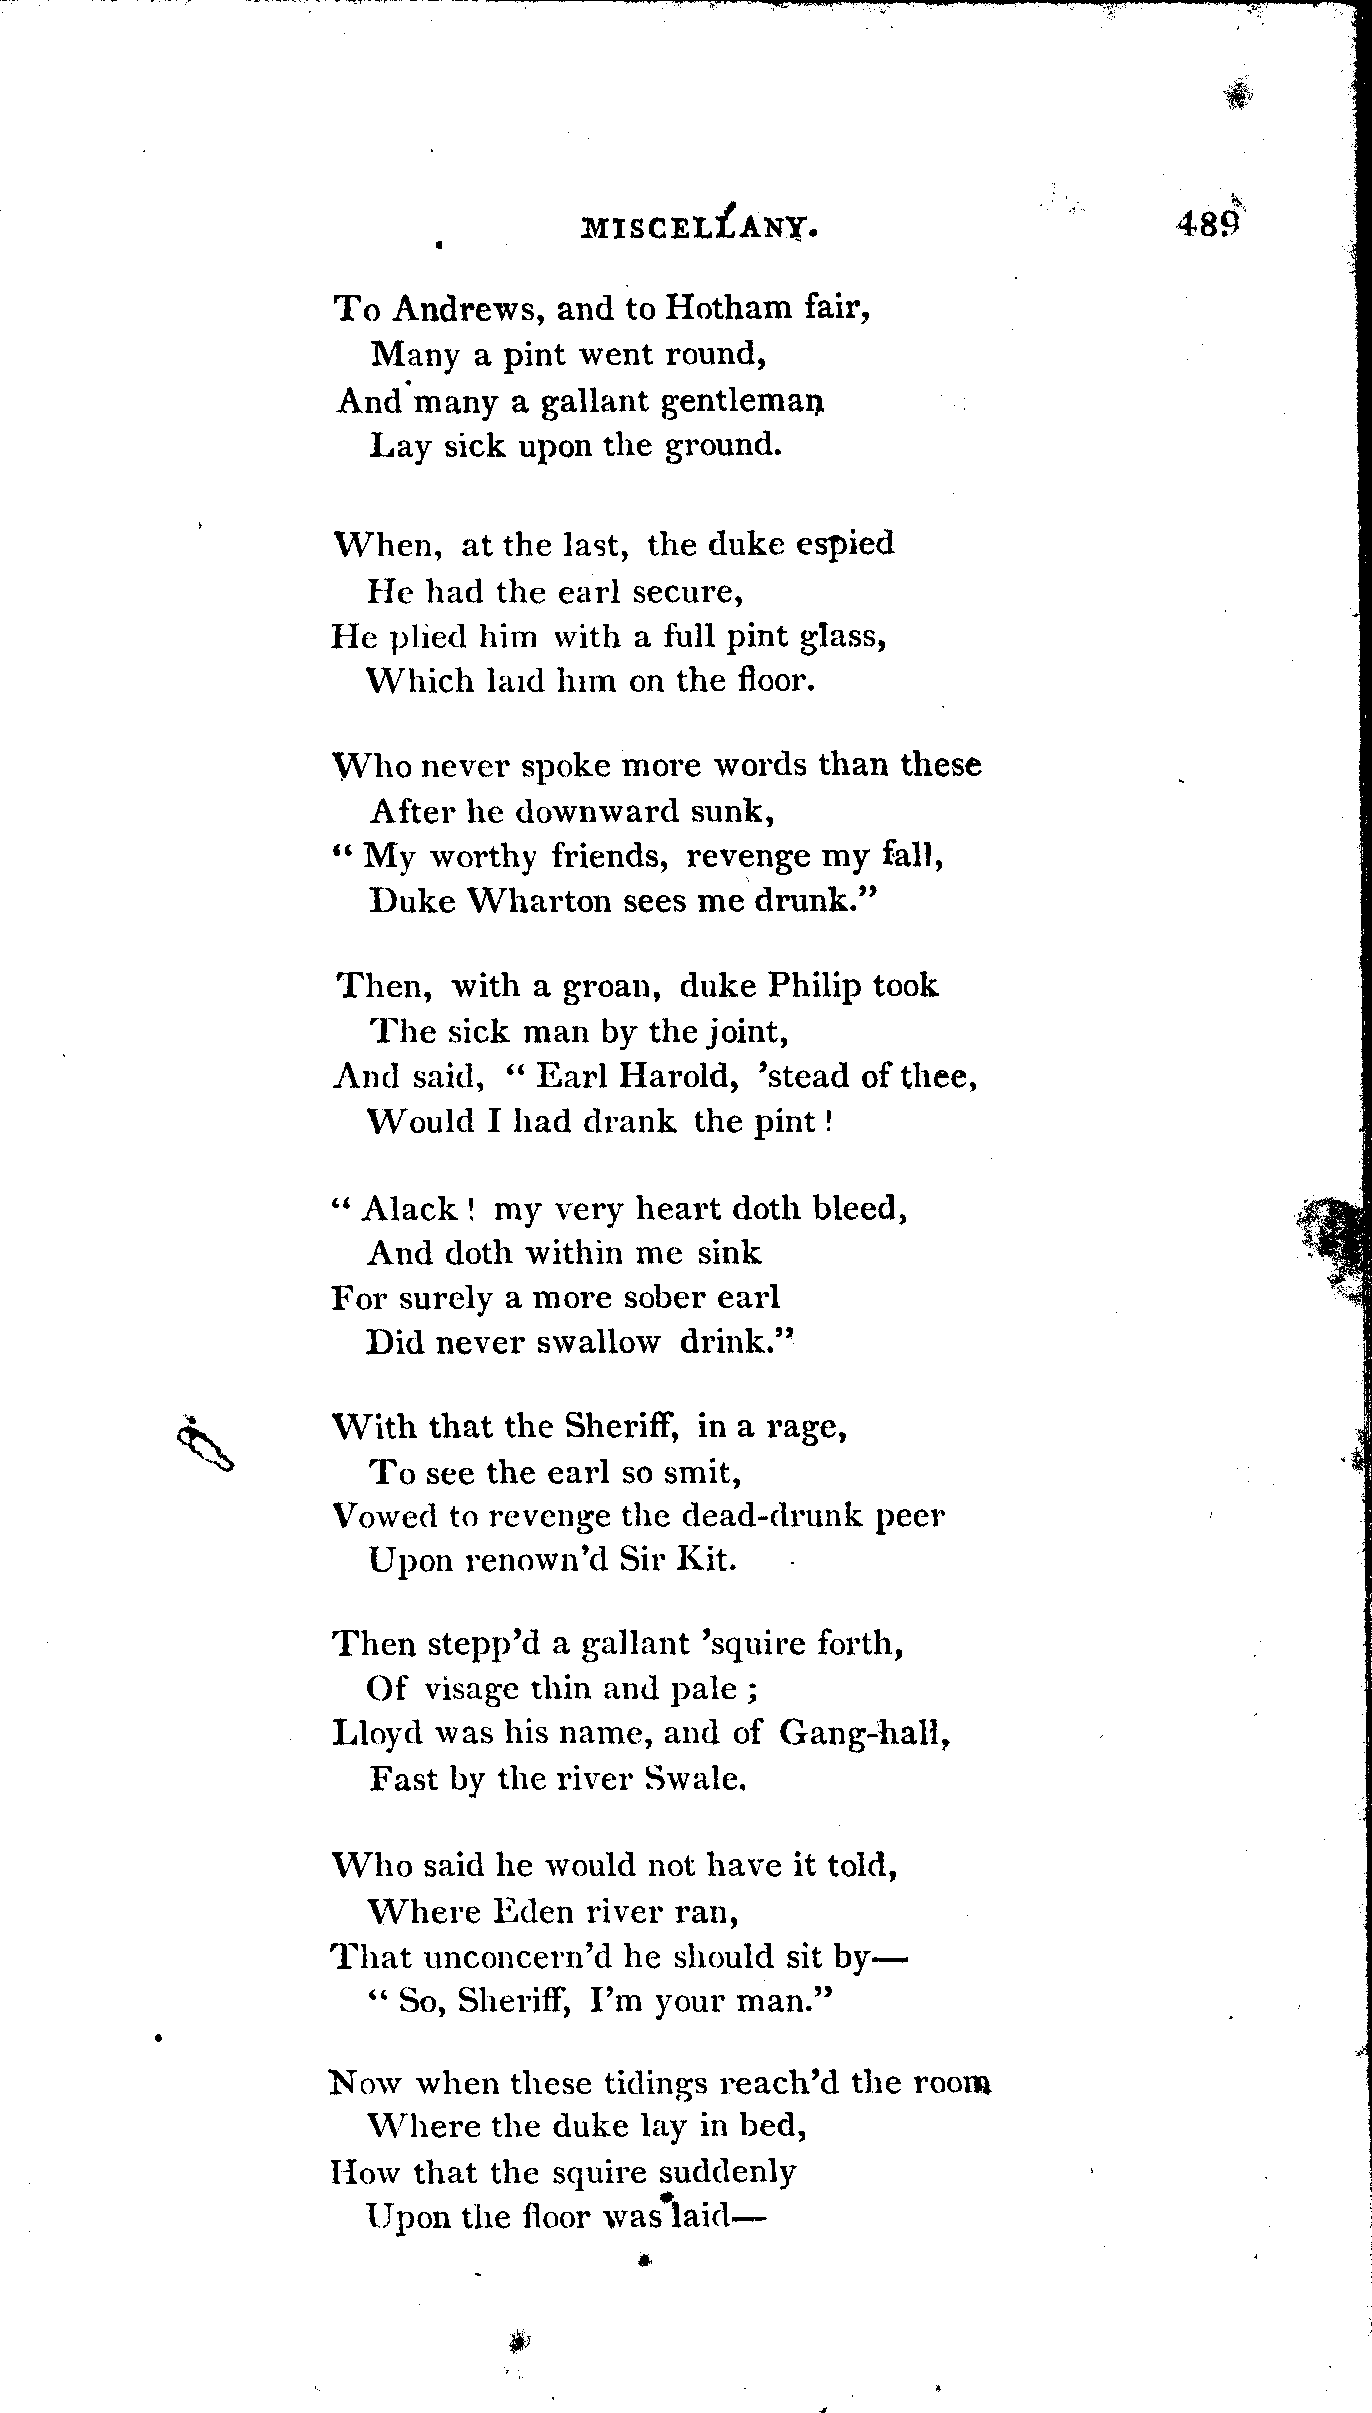 MISCELLANY. 489
To Andrews, and to Hotham fair,
Many a pint went round,
And many a gallant gentleman
Lay sick upon the ground.
When, at the last, the duke espied
He had the earl secure,
He plied him with a full pint glass,
Which laid him on the floor.
Who never spoke more words than these
After he downward sunk,
“ My worthy friends, revenge my fall,
Duke Wharton sees me drunk.”
Then, with a groan, duke Philip took
The sick man by the joint,
And said, “ Earl Harold, ’stead of thee,
Would I had drank the pint !
“ Alack ! my very heart doth bleed,
And doth within me sink
For surely a more sober earl
Did never swallow drink.”
With that the Sheriff, in a rage,
To see the earl so smit,
Vowed to revenge the dead-drunk peer
Upon renown’d Sir Kit.
Then stepp’d a gallant ’squire forth,
Of visage thin and pale ;
Lloyd was his name, and of Gang-hall,
Fast by the river Swale.
Who said he would not have it told,
Where Eden river ran,
That unconcern’d he should sit by—
“ So, Sheriff, I’m your man.”
Now when these tidings reach’d the room
Where the duke lay in bed,
How that the squire suddenly
Upon the floor was laid—